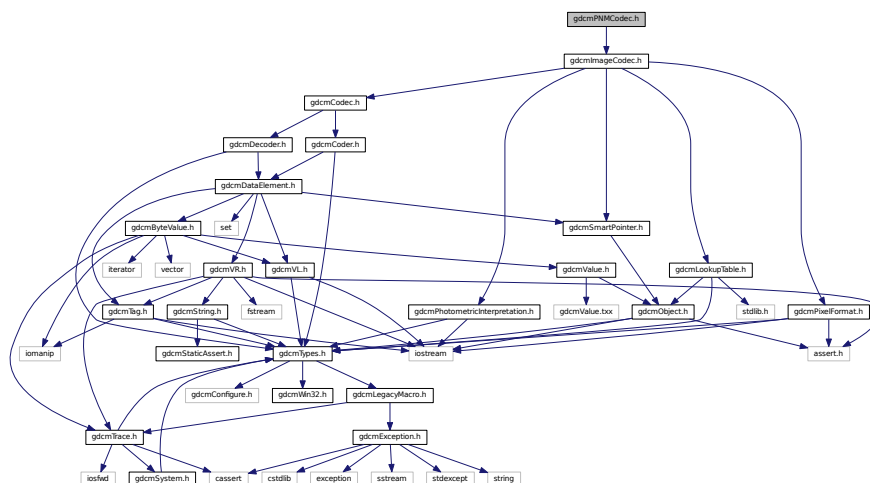 gdcmPNMCodec.h
gdcmImageCodec.h
gdcmCodec.h
gdcmDecoder.h
gdcmCoder.h
gdcmDataElement.h
gdcmByteValue.h
set
gdcmSmartPointer.h
iterator
vector
gdcmVR.h
gdcmVL.h
gdcmValue.h
gdcmLookupTable.h
gdcmTag.h
gdcmString.h
fstream
gdcmPhotometricInterpretation.h
gdcmValue.txx
gdcmObject.h
stdlib.h
gdcmPixelFormat.h
iomanip
gdcmStaticAssert.h
gdcmTypes.h
iostream
assert.h
gdcmConfigure.h
gdcmWin32.h
gdcmLegacyMacro.h
gdcmTrace.h
gdcmException.h
iosfwd
gdcmSystem.h
cassert
cstdlib
exception
sstream
stdexcept
string